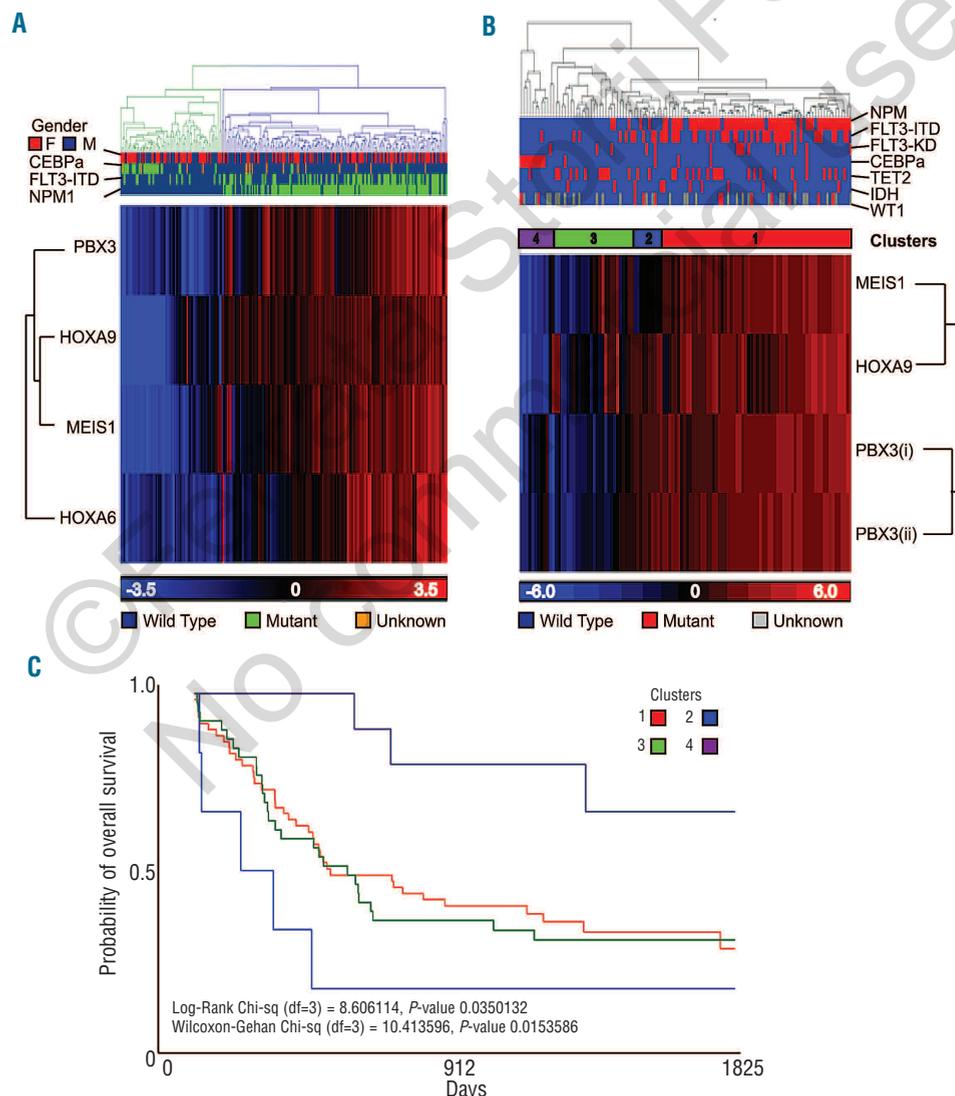 A
Gender
F M
CEBPa
FLT3-ITD
NPM1
PBX3
HOXA9
MEIS1
HOXA6
-3.5 0 3.5
Wild Type Mutant Unknown
B
NPM
FLT3-ITD
FLT3-KD
CEBPa
TET2
IDH
WT1
4 3 2 1 Clusters
MEIS1
HOXA9
PBX3(i)
PBX3(ii)
-6.0 0 6.0
Wild Type Mutant Unknown
C
Probability of overall survival
1.0
0.5
0
Clusters
1 2
3 4
Log-Rank Chi-sq (df=3) = 8.606114, P-value 0.0350132
Wilcoxon-Gehan Chi-sq (df=3) = 10.413596, P-value 0.0153586
0 912 1825
Days